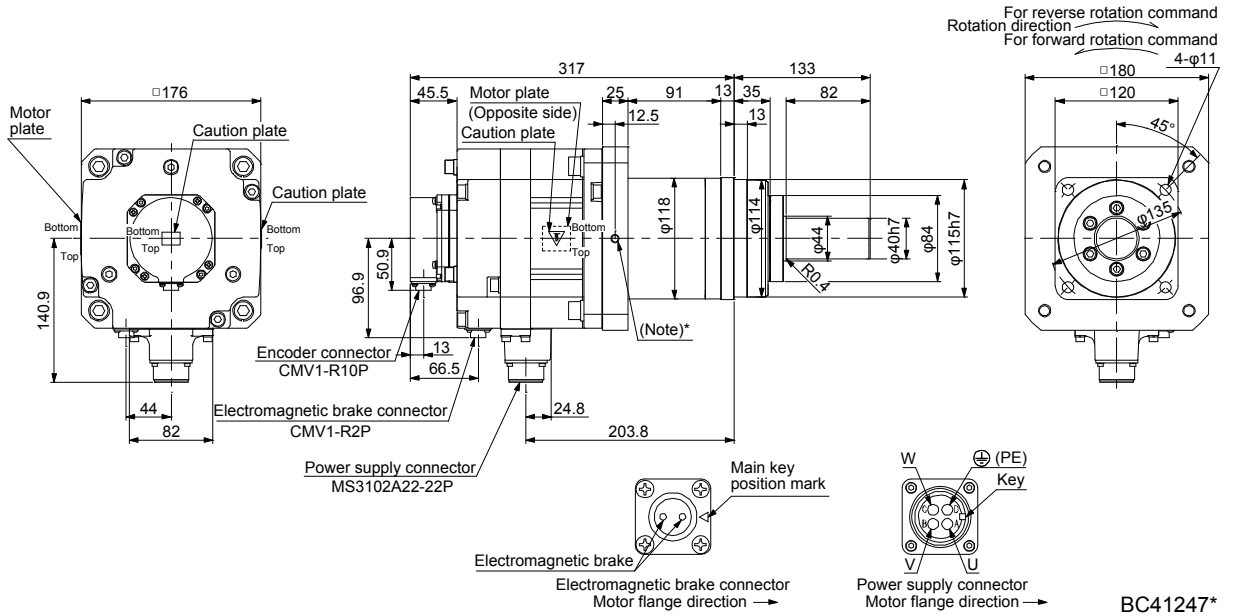 For reverse rotation command
Rotation direction
For forward rotation command
4-φ11
□176
Motor
plate
Caution plate
Caution plate
Bottom
Top
Bottom
Top
Bottom
Top
140.9
44
82
317
133
45.5
Motor plate
(Opposite side)
Caution plate
25
91
13
35
82
12.5
13
Bottom
Top
φ118
φ114
φ44
φ40h7
φ84
φ115h7
R0.4
96.9
50.9
(Note)*
13
Encoder connector
CMV1-R10P
66.5
Electromagnetic brake connector
CMV1-R2P
24.8
203.8
Power supply connector
MS3102A22-22P
□180
□120
45°
φ135
Main key
position mark
Electromagnetic brake
Electromagnetic brake connector
Motor flange direction
W
(PE)
Key
C
D
B
A
V
U
Power supply connector
Motor flange direction
BC41247*